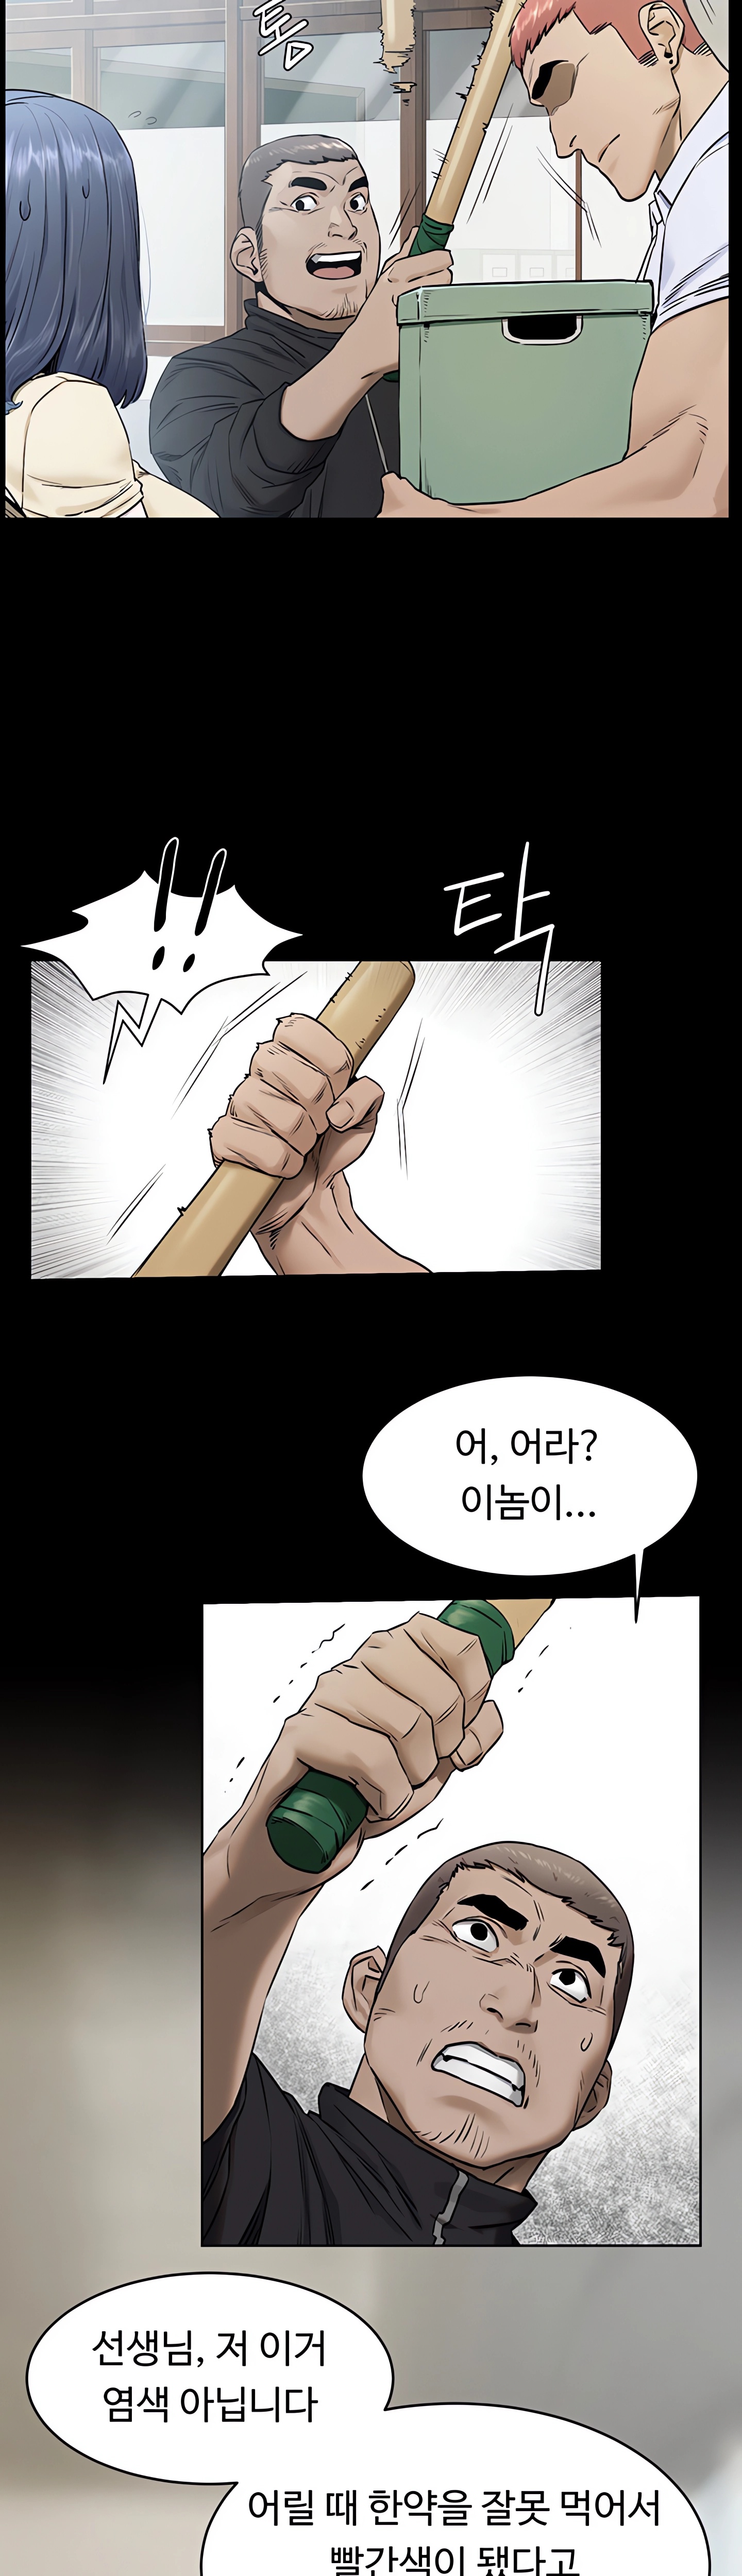 통
!!
탁
어, 어라?
이놈이...
선생님, 저 이거
염색 아닙니다
어릴 때 한약을 잘못 먹어서
빨간색이 됐다고